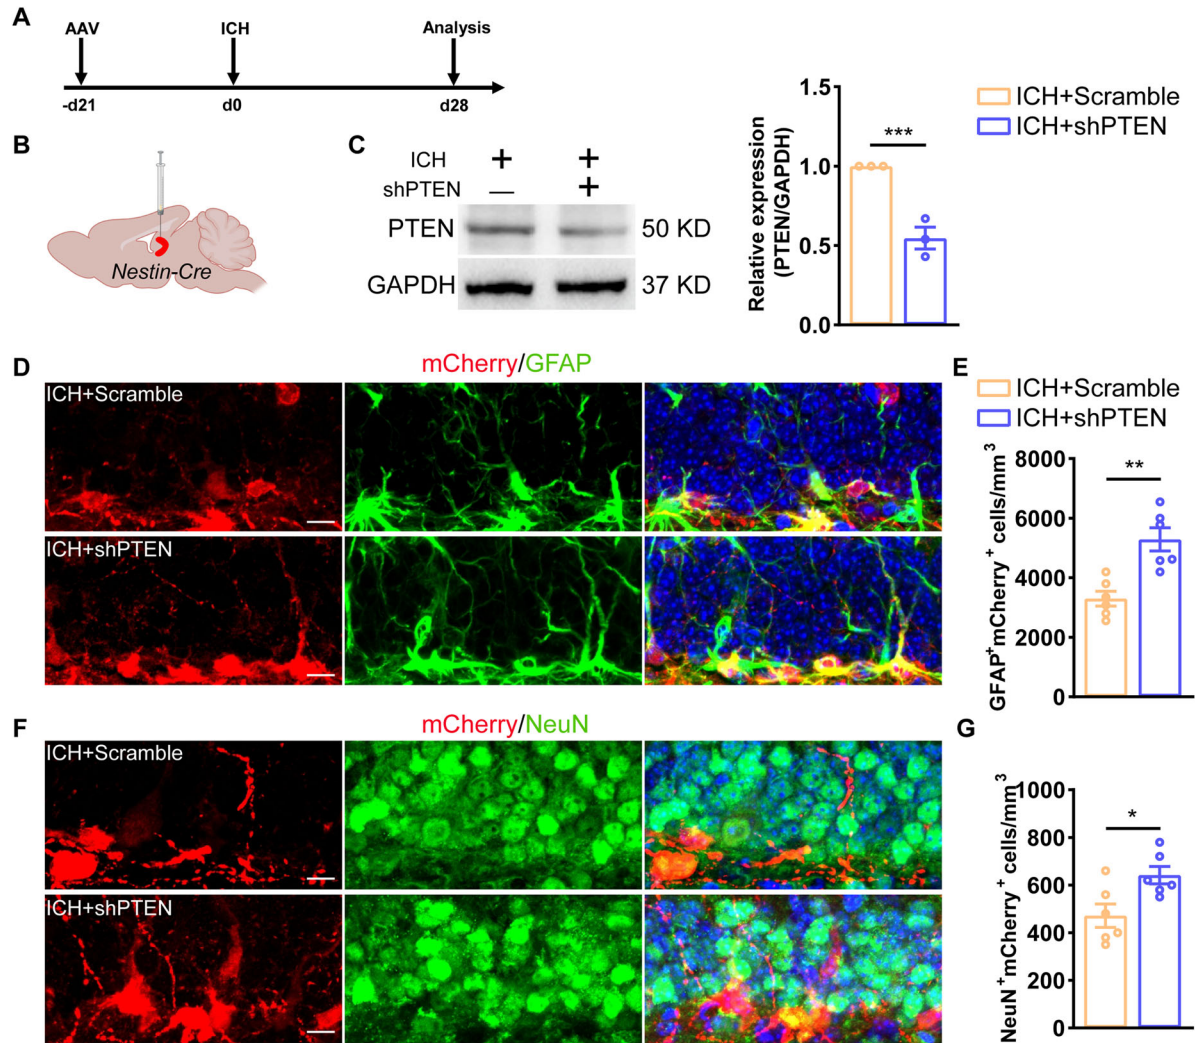 A
AAV
ICH
Analysis
-d21
d0
d28
B
Nestin-Cre
C
ICH
+
+
shPTEN
—
+
PTEN
50 KD
GAPDH
37 KD
Relative expression
(PTEN/GAPDH)
1.5
1.0
0.5
0.0
***
ICH+Scramble
ICH+shPTEN
D
mCherry/GFAP
ICH+Scramble
ICH+shPTEN
E
ICH+Scramble
ICH+shPTEN
GFAP⁺mCherry⁺ cells/mm³
8000
6000
4000
2000
0
**
F
mCherry/NeuN
ICH+Scramble
ICH+shPTEN
G
NeuN⁺mCherry⁺ cells/mm³
1000
800
600
400
200
0
*